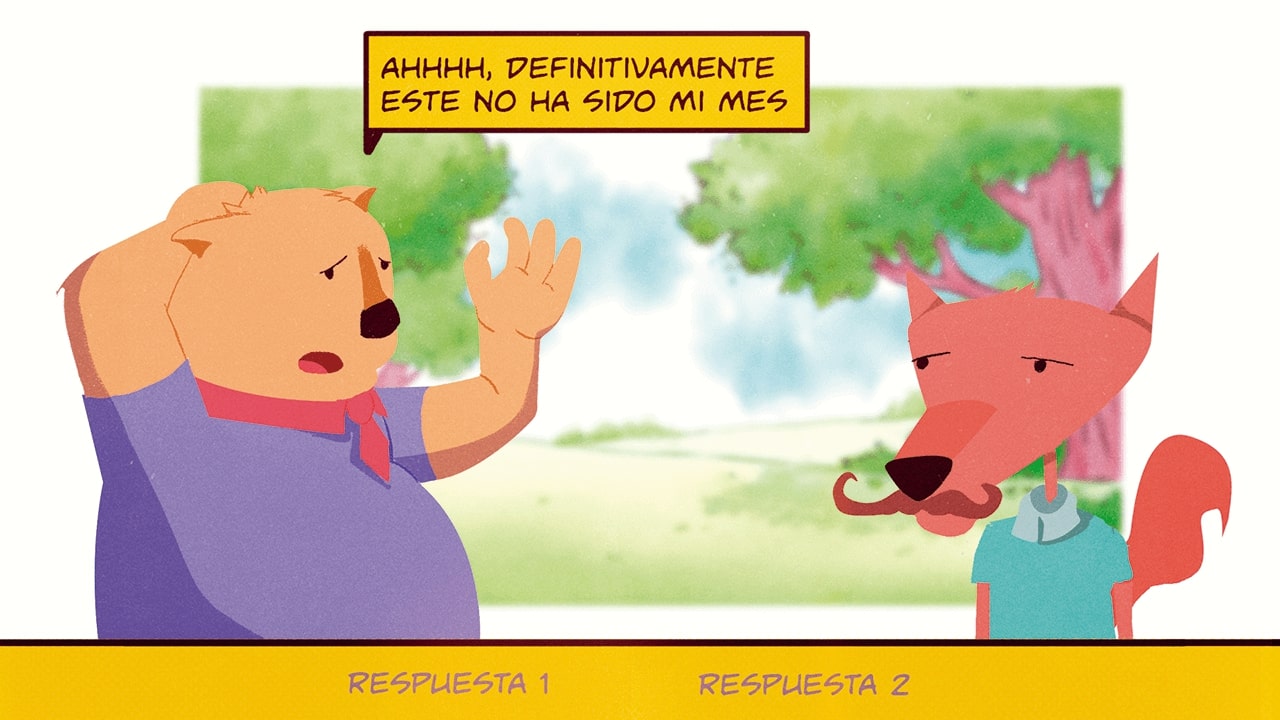 AHHHH, DEFINITIVAMENTE
ESTE NO HA SIDO MI MES
RESPUESTA 1
RESPUESTA 2